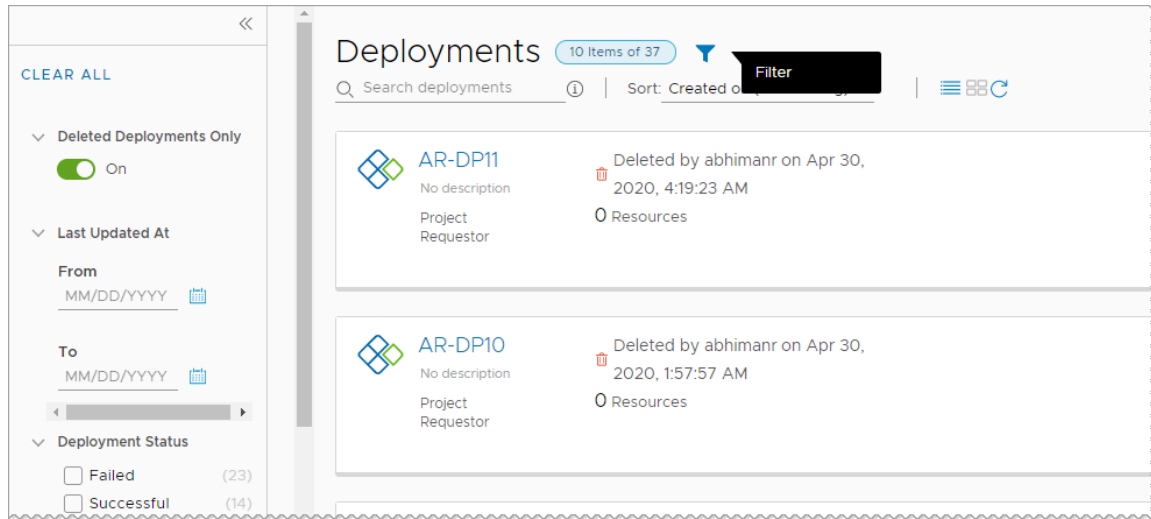 CLEAR ALL
Deleted Deployments Only
On
Last Updated At
From
MM/DD/YYYY
To
MM/DD/YYYY
Deployment Status
Failed (23)
Successful (14)
Deployments 10 Items of 37
Filter
Search deployments Sort: Created
AR-DP11
No description
Project
Requestor
Deleted by abhimanr on Apr 30,
2020, 4:19:23 AM
0 Resources
AR-DP10
No description
Project
Requestor
Deleted by abhimanr on Apr 30,
2020, 1:57:57 AM
0 Resources